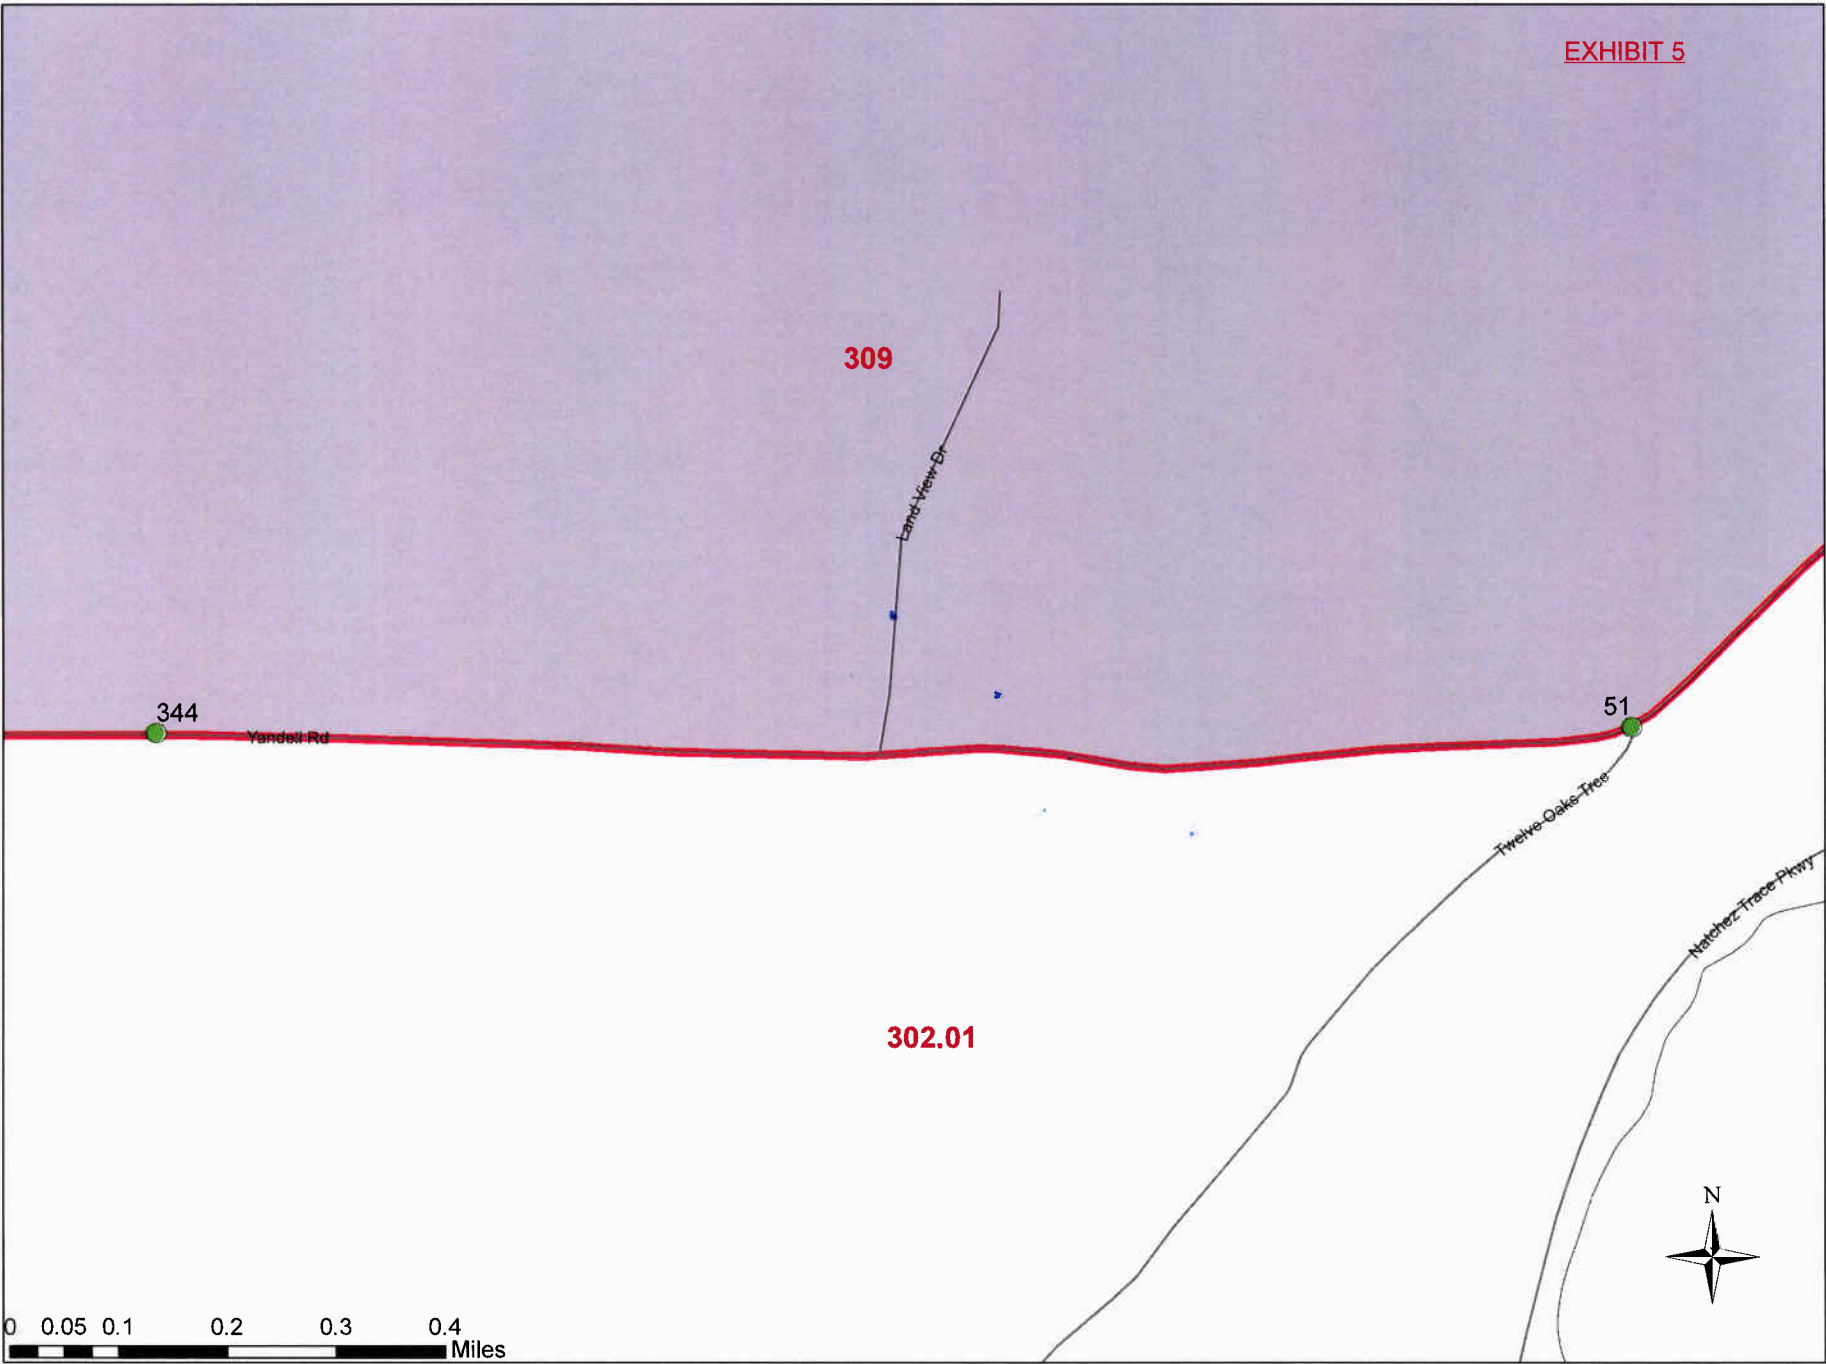 EXHIBIT 5
309
Land View Dr
344
Yandell Rd
51
Twelve Oaks Tree
Natchez Trace Pkwy
302.01
N
0 0.05 0.1 0.2 0.3 0.4
Miles